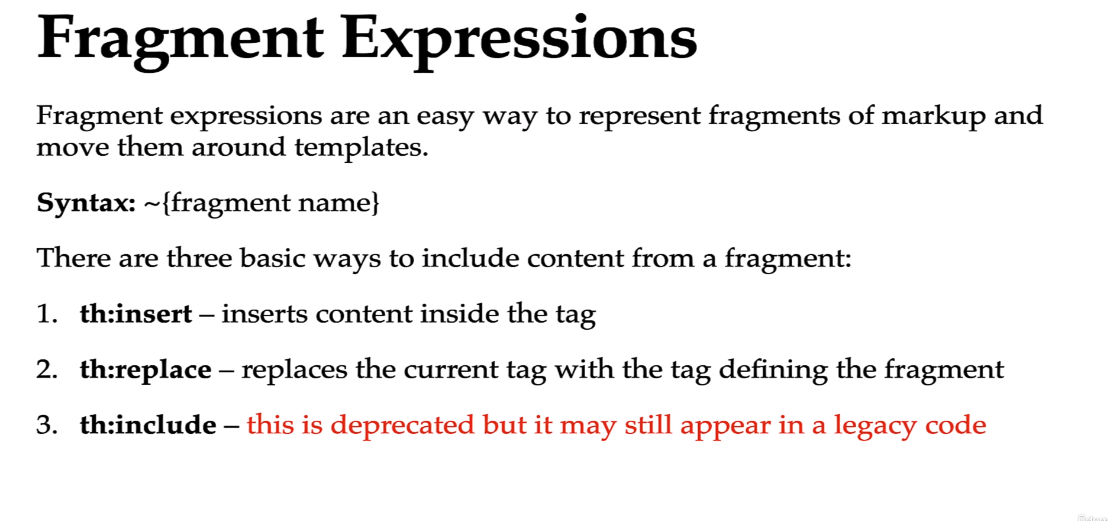 Fragment Expressions
Fragment expressions are an easy way to represent fragments of markup and
move them around templates.
Syntax: ~{fragment name}
There are three basic ways to include content from a fragment:
1. th:insert – inserts content inside the tag
2. th:replace – replaces the current tag with the tag defining the fragment
3. th:include – this is deprecated but it may still appear in a legacy code